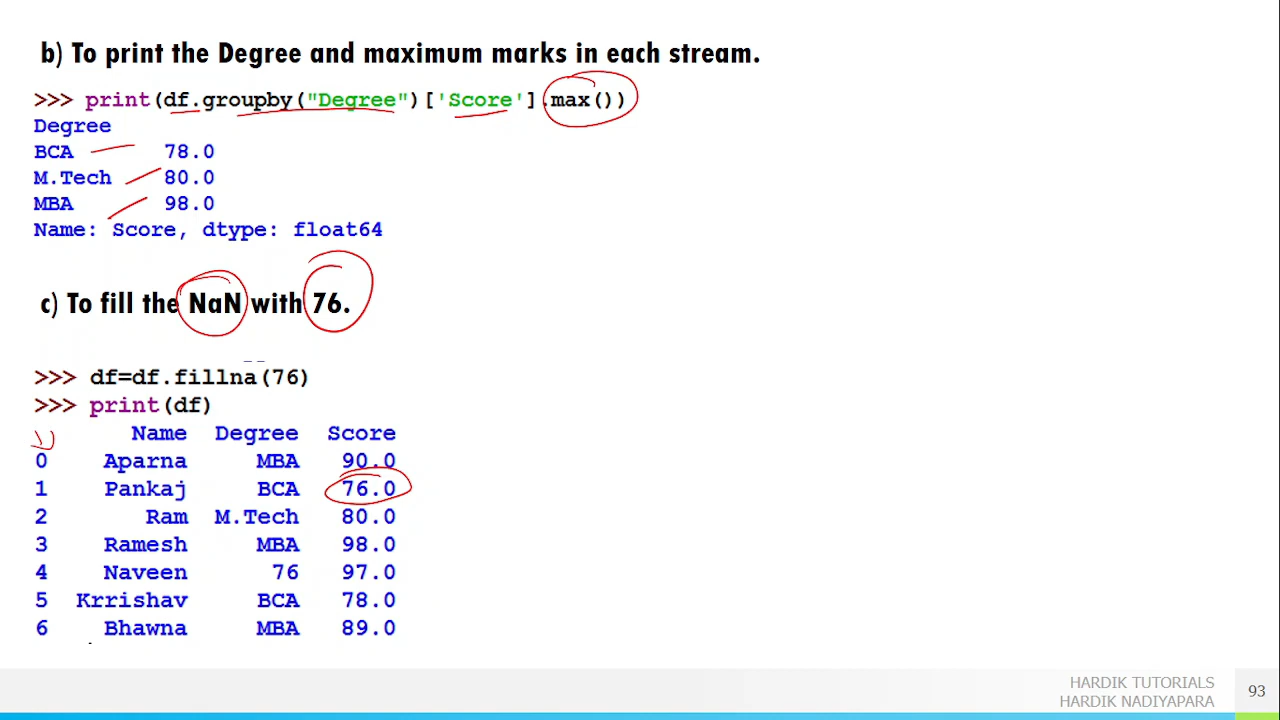 b) To print the Degree and maximum marks in each stream.
>>> print(df.groupby("Degree")['Score'].max())
Degree
BCA 78.0
M.Tech 80.0
MBA 98.0
Name: Score, dtype: float64
c) To fill the NaN with 76.
>>> df=df.fillna(76)
>>> print(df)
Name Degree Score
0 Aparna MBA 90.0
1 Pankaj BCA 76.0
2 Ram M.Tech 80.0
3 Ramesh MBA 98.0
4 Naveen 76 97.0
5 Krrishav BCA 78.0
6 Bhawna MBA 89.0
HARDIK TUTORIALS
HARDIK NADIYAPARA
93